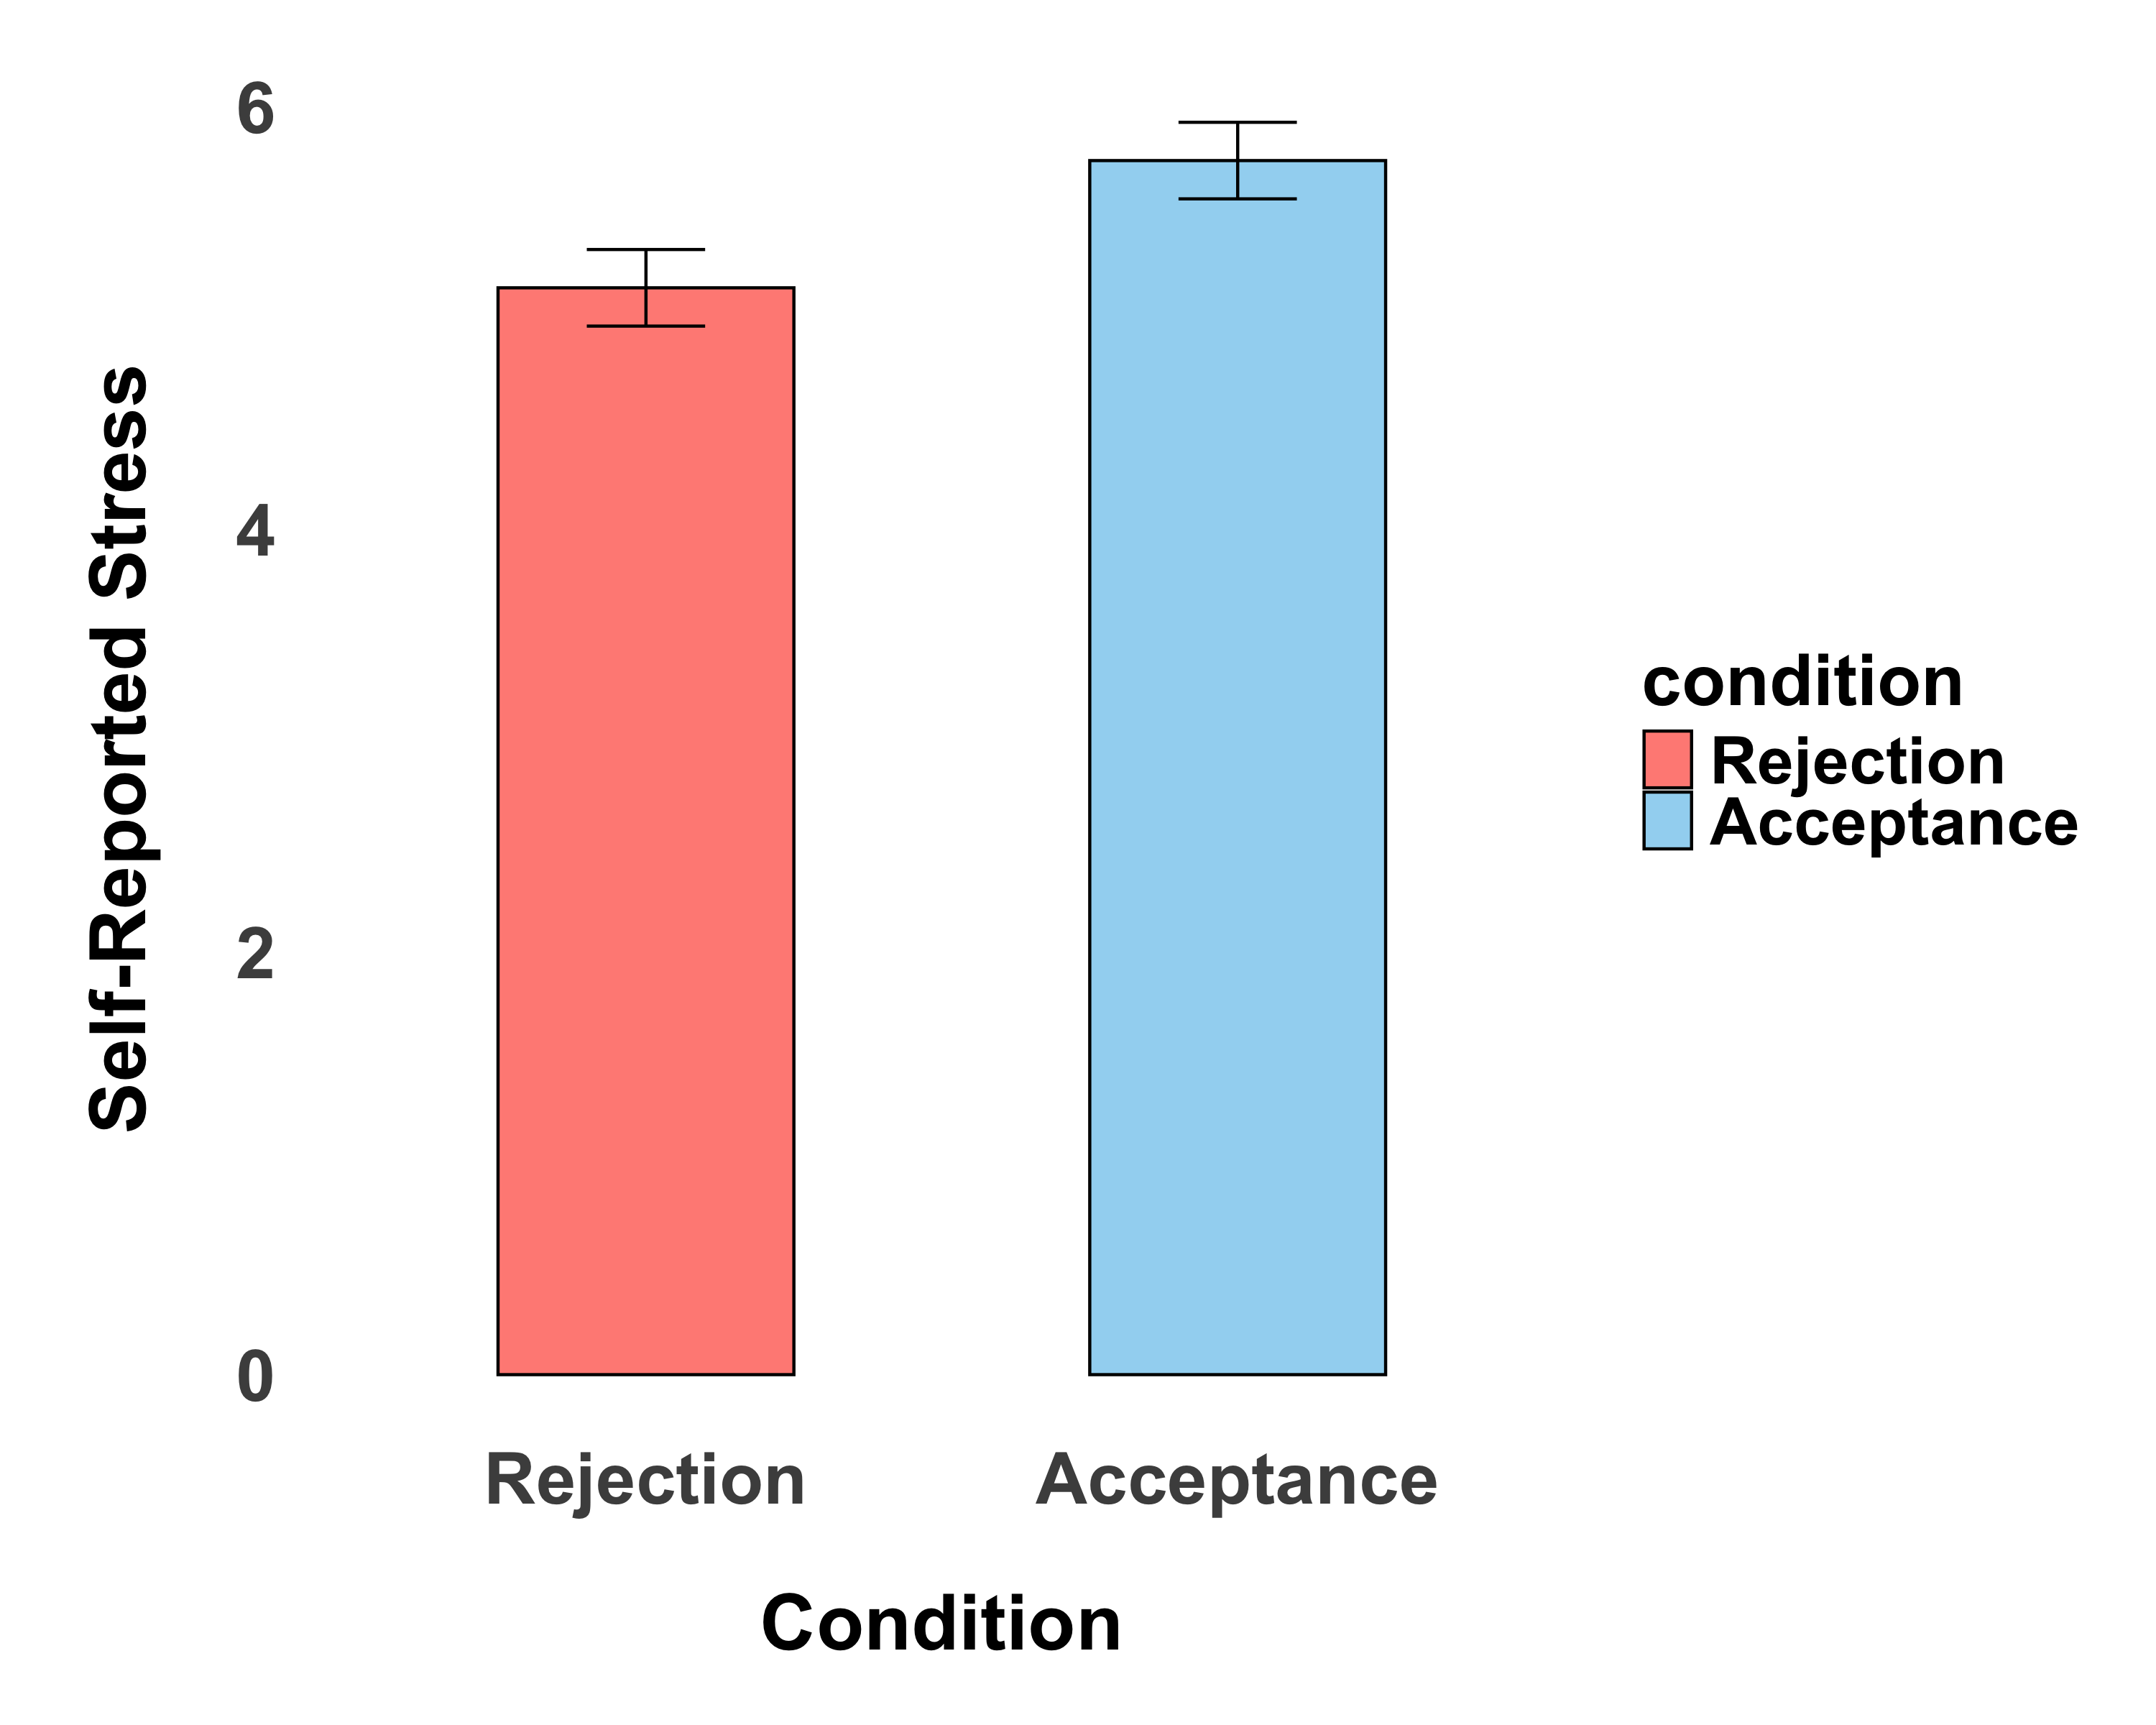 Self-Reported Stress
6
4
2
0
Rejection
Acceptance
Condition
condition
Rejection
Acceptance